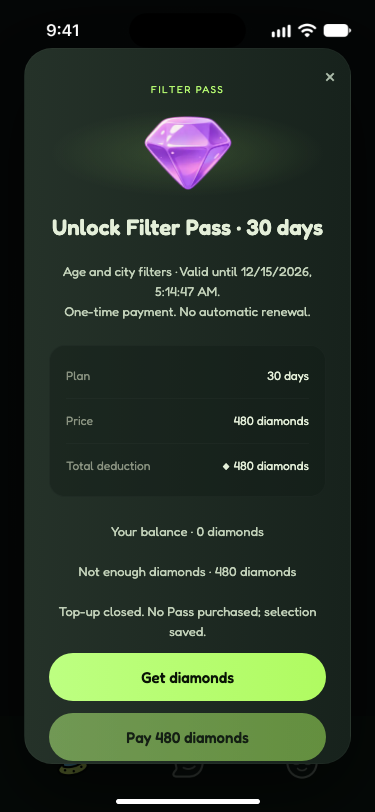 9:41
×
FILTER PASS
Unlock Filter Pass · 30 days
Age and city filters · Valid until 12/15/2026,
5:14:47 AM.
One-time payment. No automatic renewal.
Plan 30 days
Price 480 diamonds
Total deduction ◆ 480 diamonds
Your balance · 0 diamonds
Not enough diamonds · 480 diamonds
Top-up closed. No Pass purchased; selection
saved.
Get diamonds
Pay 480 diamonds